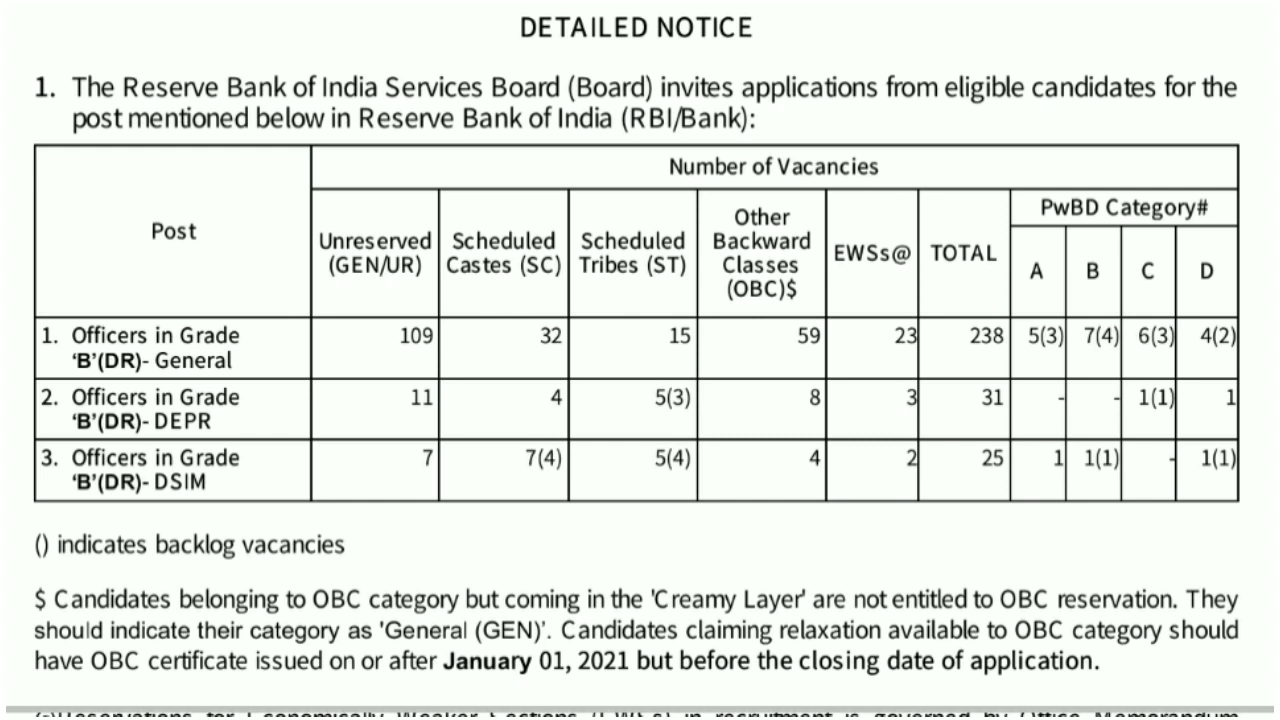 DETAILED NOTICE
1. The Reserve Bank of India Services Board (Board) invites applications from eligible candidates for the
post mentioned below in Reserve Bank of India (RBI/Bank):
Post
Number of Vacancies
Unreserved (GEN/UR)
Scheduled Castes (SC)
Scheduled Tribes (ST)
Other Backward Classes (OBC)$
EWSs@
TOTAL
PwBD Category#
A B C D
1. Officers in Grade 109 32 15 59 23 238 5(3) 7(4) 6(3) 4(2)
‘B’(DR)- General
2. Officers in Grade 11 4 5(3) 8 3 31 - - 1(1) 1
‘B’(DR)- DEPR
3. Officers in Grade 7 7(4) 5(4) 4 2 25 1 1(1) - 1(1)
‘B’(DR)- DSIM
() indicates backlog vacancies
$ Candidates belonging to OBC category but coming in the 'Creamy Layer' are not entitled to OBC reservation. They
should indicate their category as 'General (GEN)'. Candidates claiming relaxation available to OBC category should
have OBC certificate issued on or after January 01, 2021 but before the closing date of application.